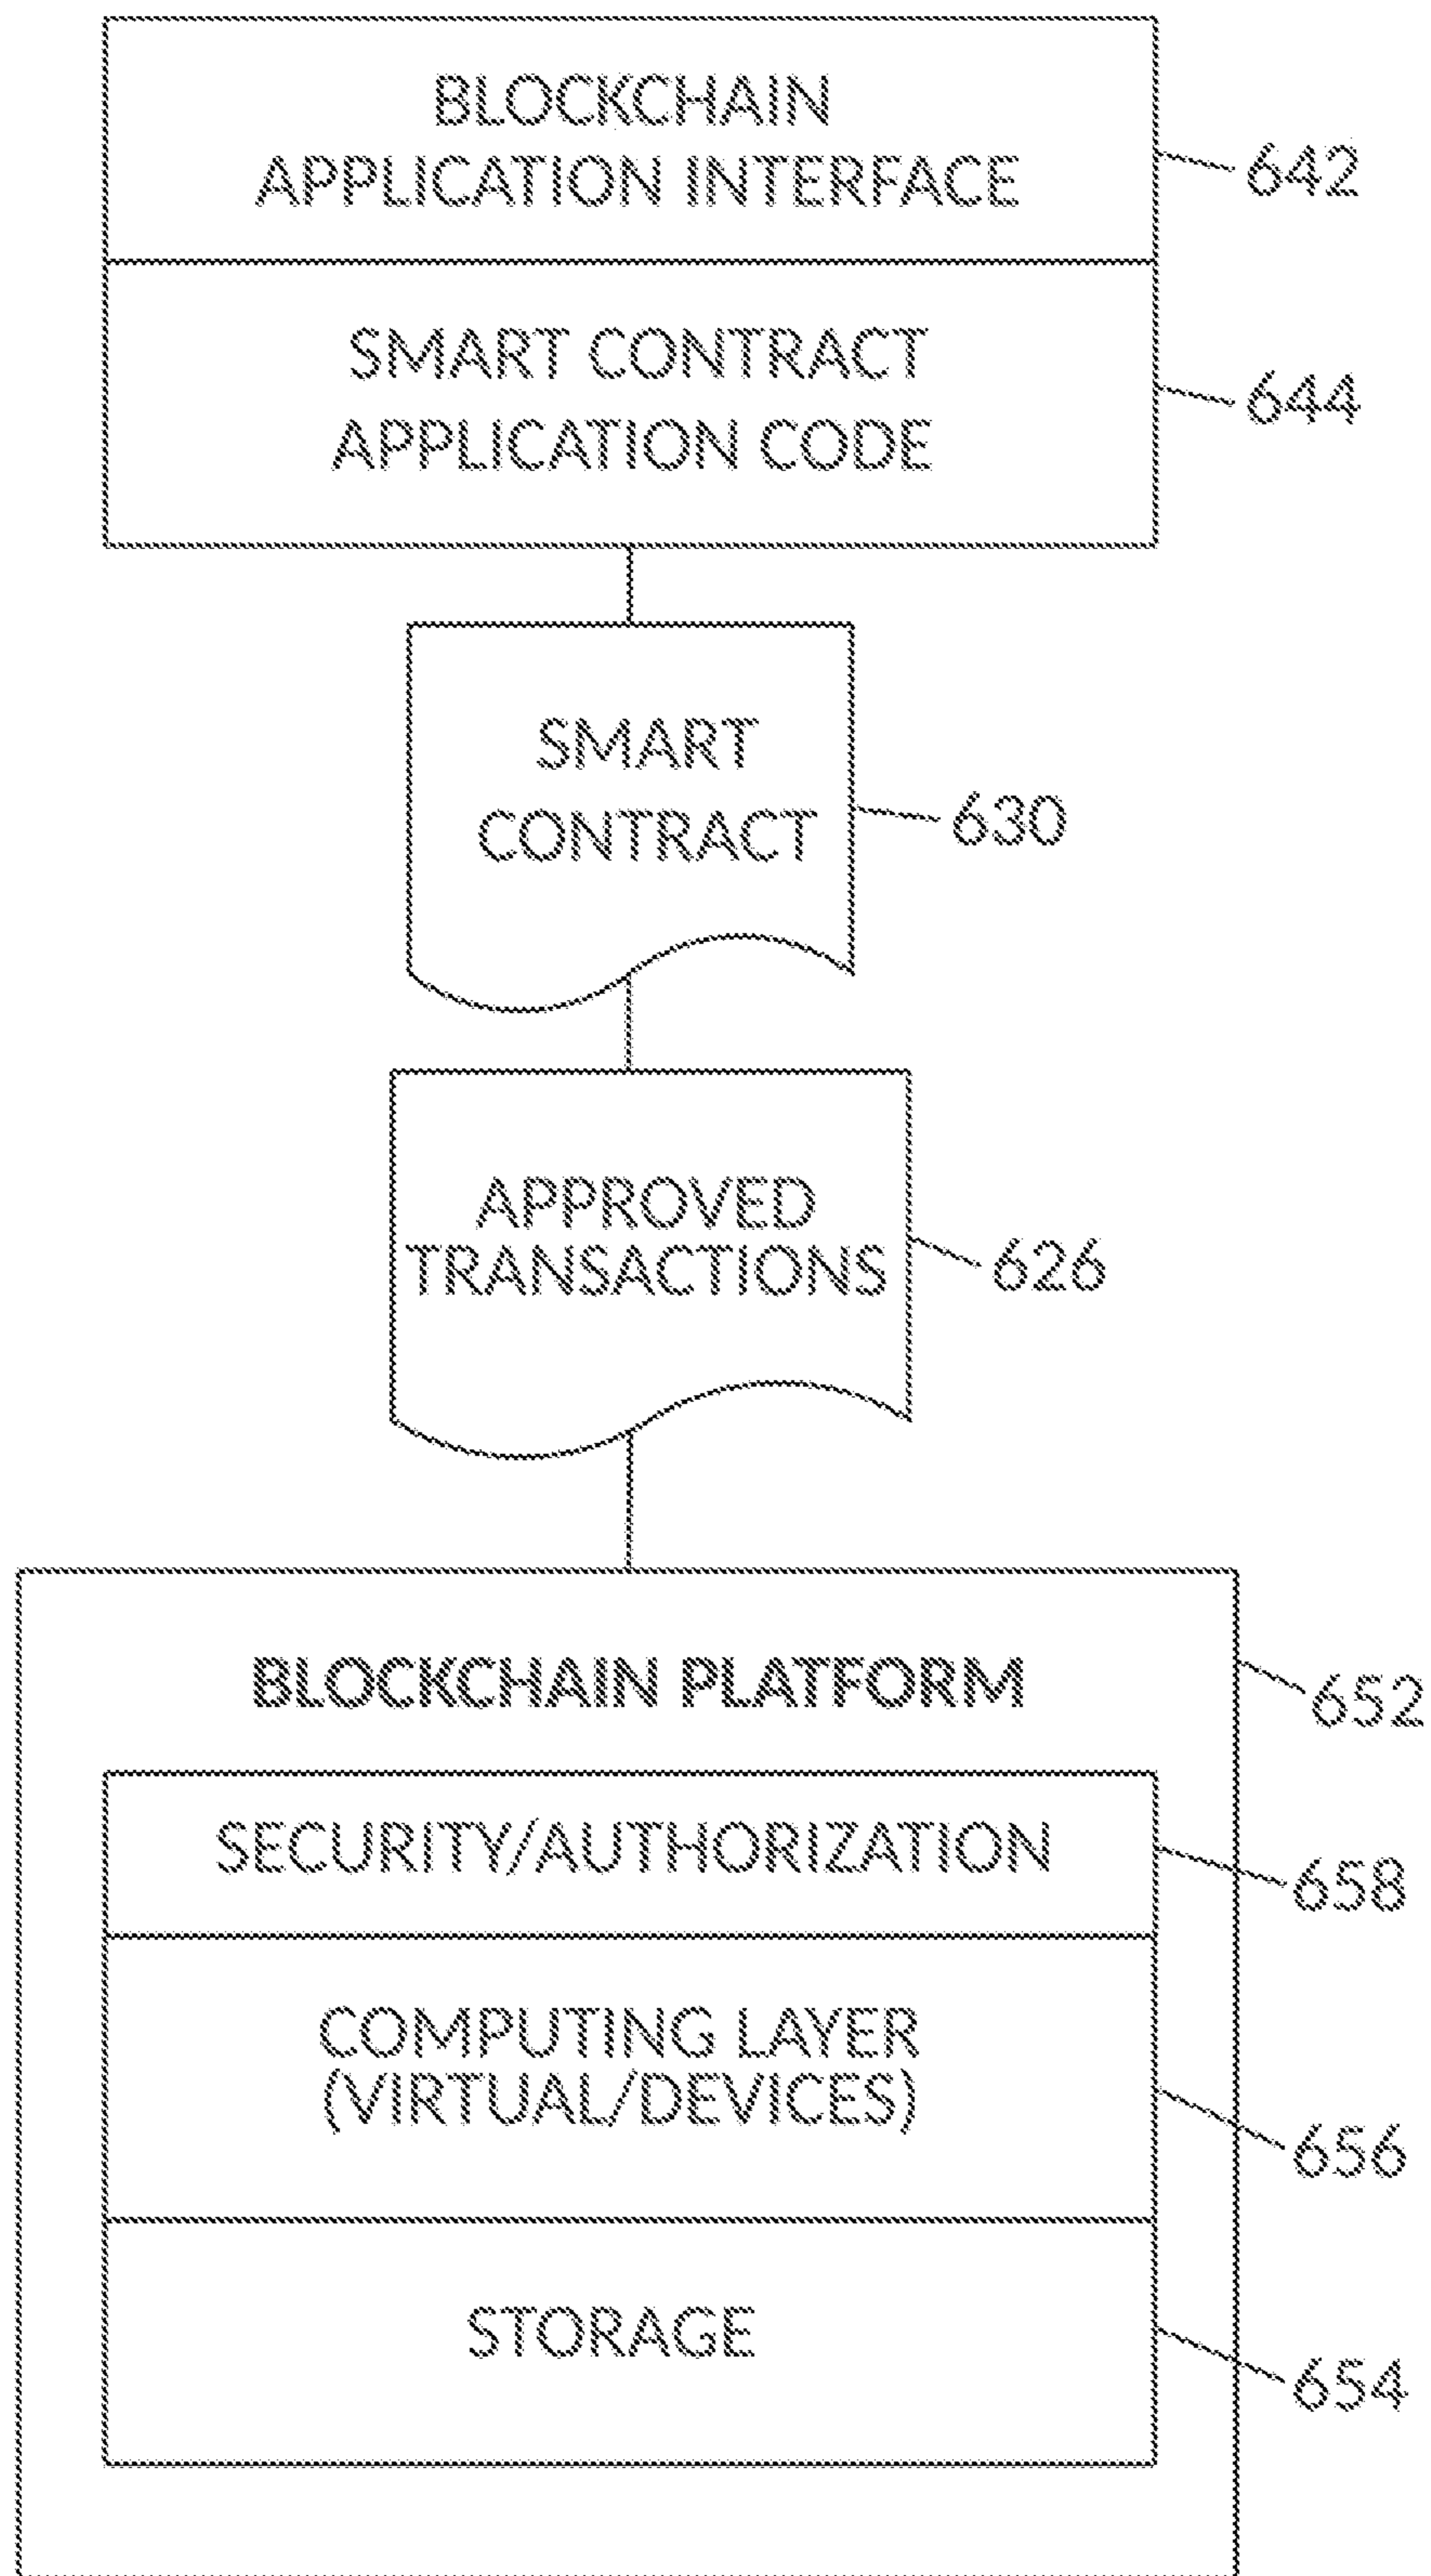 BLOCKCHAIN
APPLICATION INTERFACE
642
SMART CONTRACT
APPLICATION CODE
644
SMART
CONTRACT
630
APPROVED
TRANSACTIONS
626
BLOCKCHAIN PLATFORM
652
SECURITY/AUTHORIZATION
658
COMPUTING LAYER
(VIRTUAL/DEVICES)
656
STORAGE
654